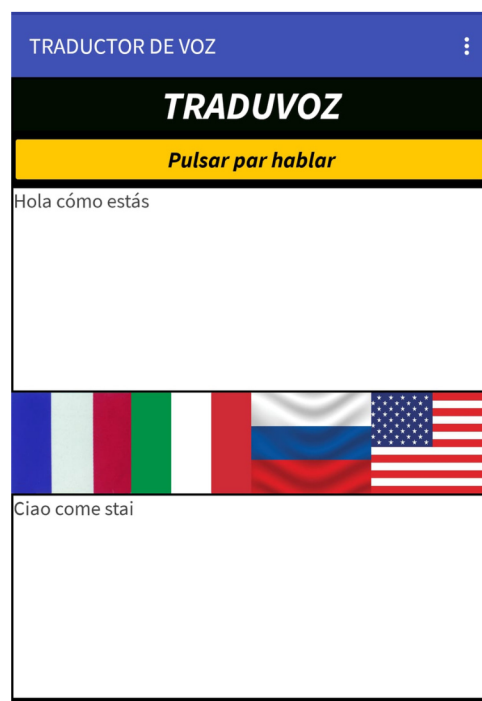 TRADUCTOR DE VOZ
TRADUVOZ
Pulsar par hablar
Hola cómo estás
Ciao come stai